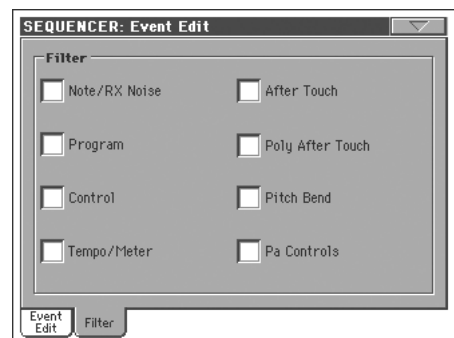 SEQUENCER: Event Edit
Filter
Note/RX Noise
After Touch
Program
Poly After Touch
Control
Pitch Bend
Tempo/Meter
Pa Controls
Event
Edit
Filter